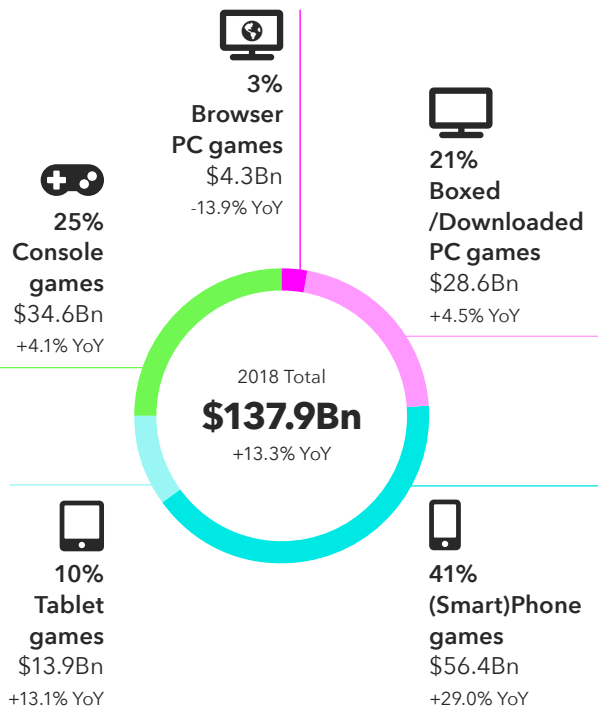 3%
Browser
PC games
$4.3Bn
-13.9% YoY
21%
Boxed
/Downloaded
PC games
$28.6Bn
+4.5% YoY
25%
Console
games
$34.6Bn
+4.1% YoY
2018 Total
$137.9Bn
+13.3% YoY
10%
Tablet
games
$13.9Bn
+13.1% YoY
41%
(Smart)Phone
games
$56.4Bn
+29.0% YoY